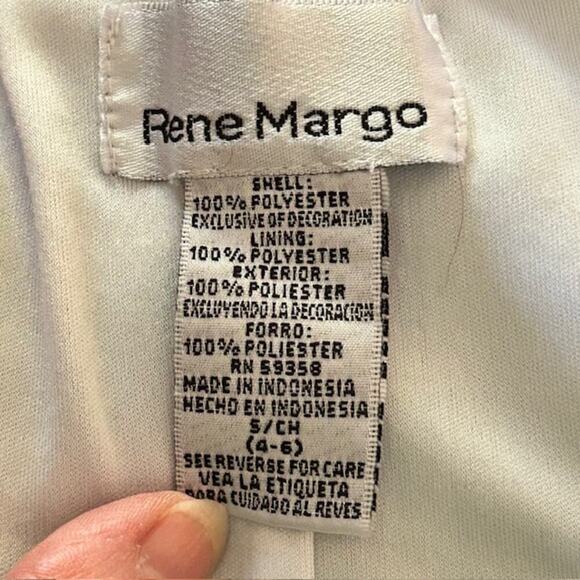 Rene Margo
SHELL:
100% POLYESTER
EXCLUSIVE OF DECORATION
LINING:
100% POLYESTER
EXTERIOR:
100% POLIESTER
EXCLUYENDO LA DECORACION
FORRO:
100% POLIESTER
RN 59358
MADE IN INDONESIA
HECHO EN INDONESIA
S/CH
(4-6)
SEE REVERSE FOR CARE
VEA LA ETIQUETA
PARA CUIDADO AL REVES